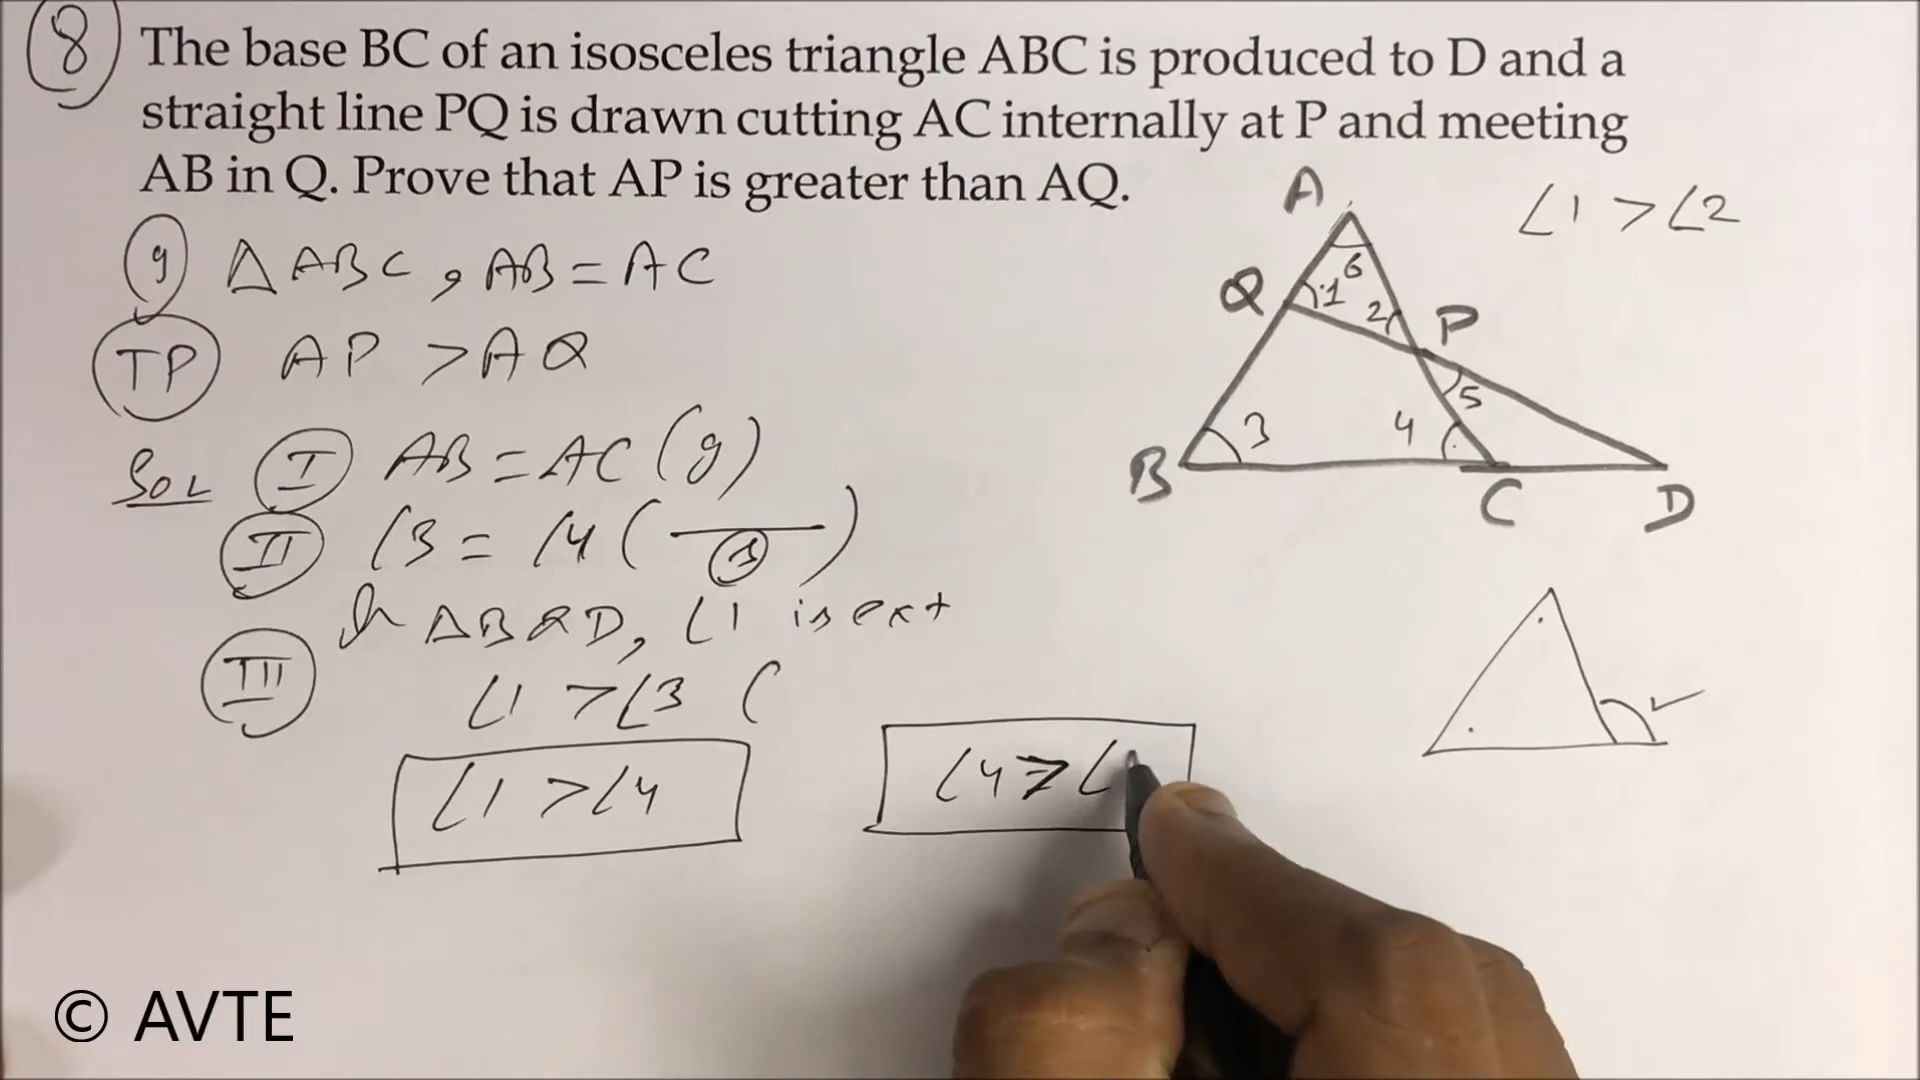 8 The base BC of an isosceles triangle ABC is produced to D and a
straight line PQ is drawn cutting AC internally at P and meeting
AB in Q. Prove that AP is greater than AQ.
g △ABC, AB = AC
TP AP > AQ
SOL I AB = AC (g)
II ∠3 = ∠4 (
In △BQD, ∠1 is ext
III ∠1 > ∠3 (
∠1 > ∠4
∠4 > ∠
∠1 > ∠2
A
6
Q 1 2 P
5
B 3 4 C D
© AVTE